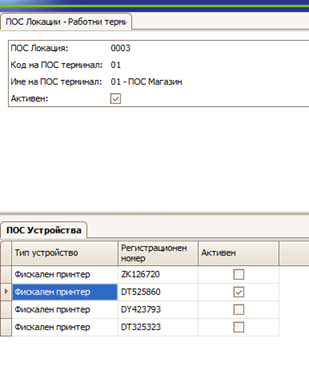 ПОС Локации - Работни терми
ПОС Локация: 0003
Код на ПОС терминал: 01
Име на ПОС терминал: 01 - ПОС Магазин
Активен:
ПОС Устройства
Тип устройство Регистрационен номер Активен
Фискален принтер ZK126720
Фискален принтер DT525860
Фискален принтер DY423793
Фискален принтер DT325323